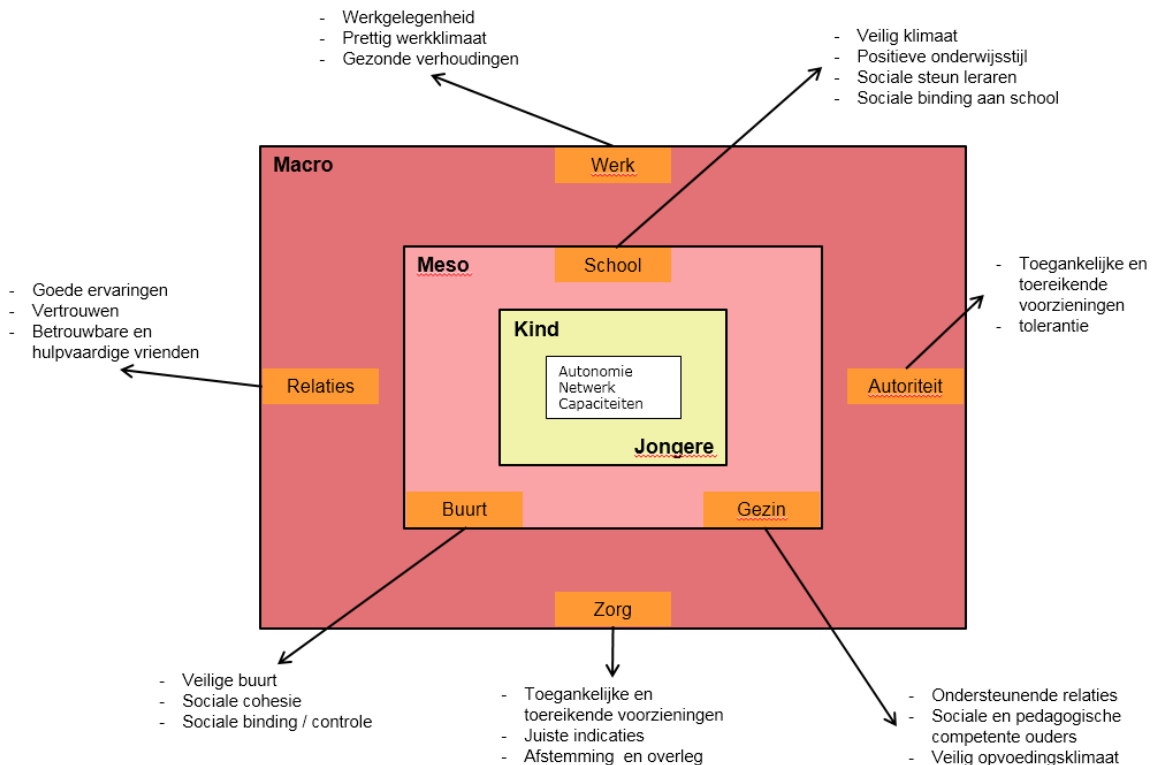 - Werkgelegenheid
- Prettig werkklimaat
- Gezonde verhoudingen
- Veilig klimaat
- Positieve onderwijsstijl
- Sociale steun leraren
- Sociale binding aan school
Macro
Werk
Meso
School
- Toegankelijke en
toereikende
voorzieningen
- tolerantie
- Goede ervaringen
- Vertrouwen
- Betrouwbare en
hulpvaardige vrienden
Kind
Autonomie
Netwerk
Capaciteiten
Jongere
Relaties
Autoriteit
Buurt
Gezin
Zorg
- Veilige buurt
- Sociale cohesie
- Sociale binding / controle
- Toegankelijke en
toereikende voorzieningen
- Juiste indicaties
- Afstemming en overleg
- Ondersteunende relaties
- Sociale en pedagogische
competente ouders
- Veilig opvoedingsklimaat